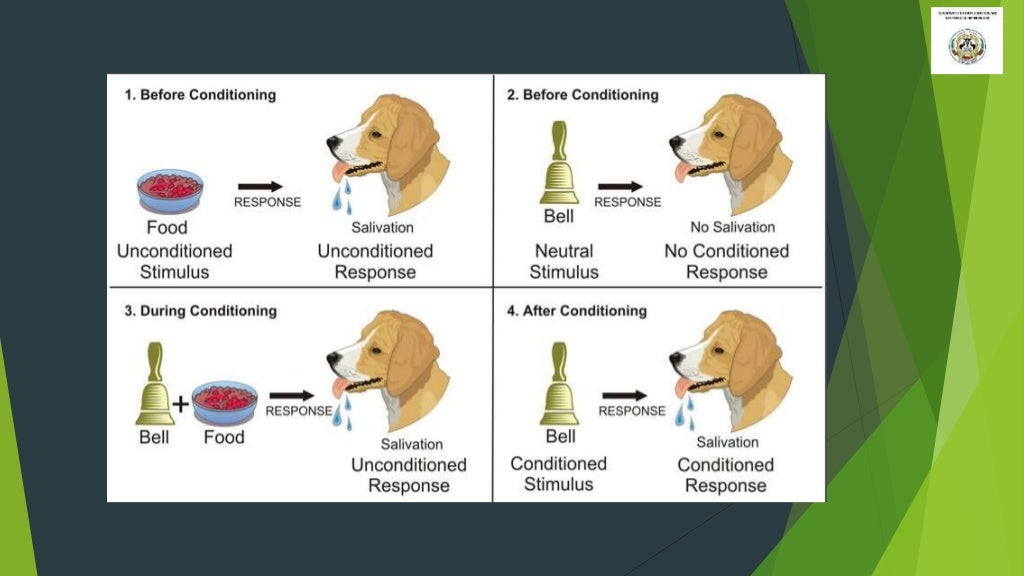 1. Before Conditioning
RESPONSE
Food
Salivation
Unconditioned
Stimulus
Unconditioned
Response
2. Before Conditioning
RESPONSE
Bell
No Salivation
Neutral
Stimulus
No Conditioned
Response
3. During Conditioning
+
RESPONSE
Bell
Food
Salivation
Unconditioned
Response
4. After Conditioning
RESPONSE
Bell
Salivation
Conditioned
Stimulus
Conditioned
Response